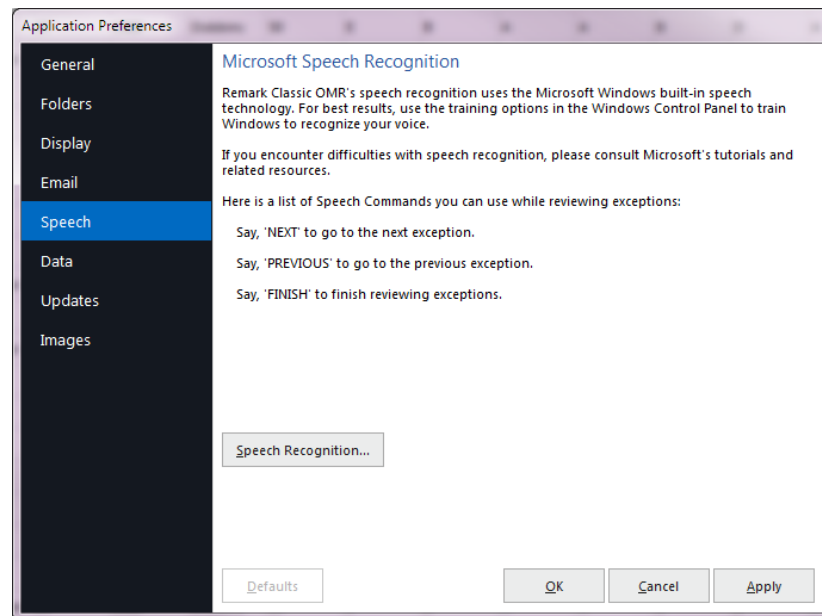 Application Preferences
General
Folders
Display
Email
Speech
Data
Updates
Images
Microsoft Speech Recognition
Remark Classic OMR's speech recognition uses the Microsoft Windows built-in speech
technology. For best results, use the training options in the Windows Control Panel to train
Windows to recognize your voice.
If you encounter difficulties with speech recognition, please consult Microsoft's tutorials and
related resources.
Here is a list of Speech Commands you can use while reviewing exceptions:
Say, 'NEXT' to go to the next exception.
Say, 'PREVIOUS' to go to the previous exception.
Say, 'FINISH' to finish reviewing exceptions.
Speech Recognition...
Defaults
OK
Cancel
Apply